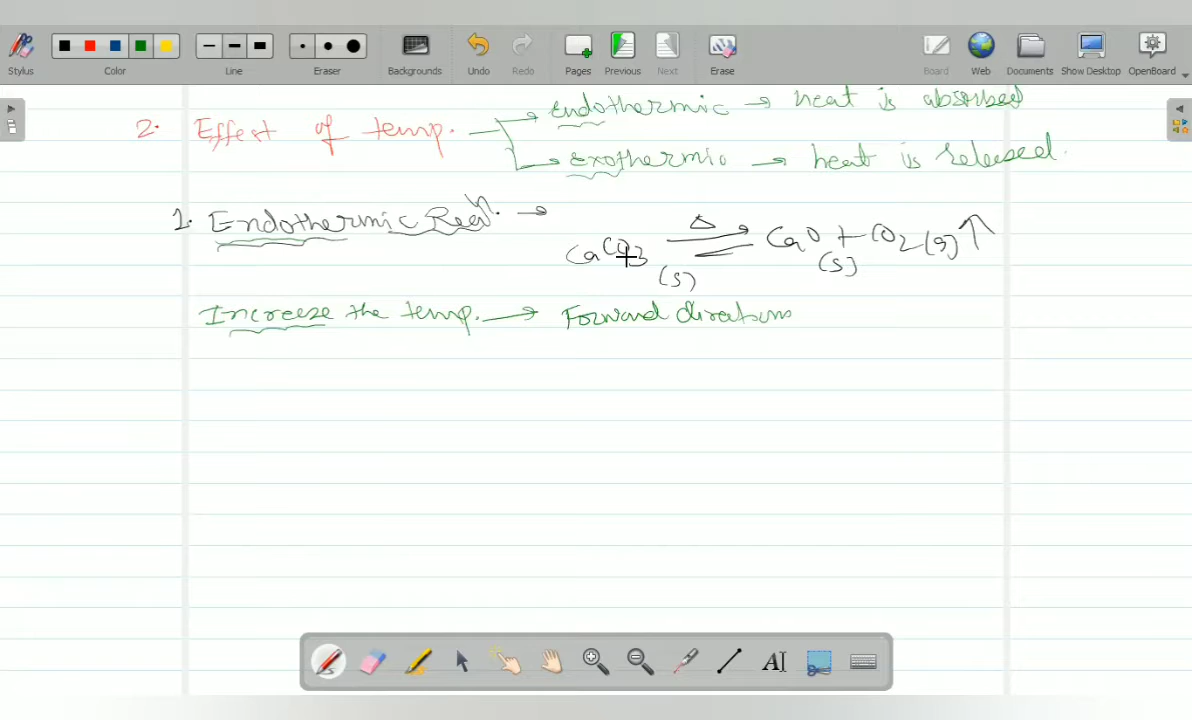 Stylus Color Line Eraser Backgrounds Undo Redo Pages Previous Next Erase Board Web Documents Show Desktop OpenBoard
endothermic → heat is absorbed
2. Effect of temp.
exothermic → heat is released.
1. Endothermic Reaⁿ. →
CaCO3 (s) ⇌ Δ CaO (s) + CO2 (g) ↑
Increase the temp. → Forward directions
AI